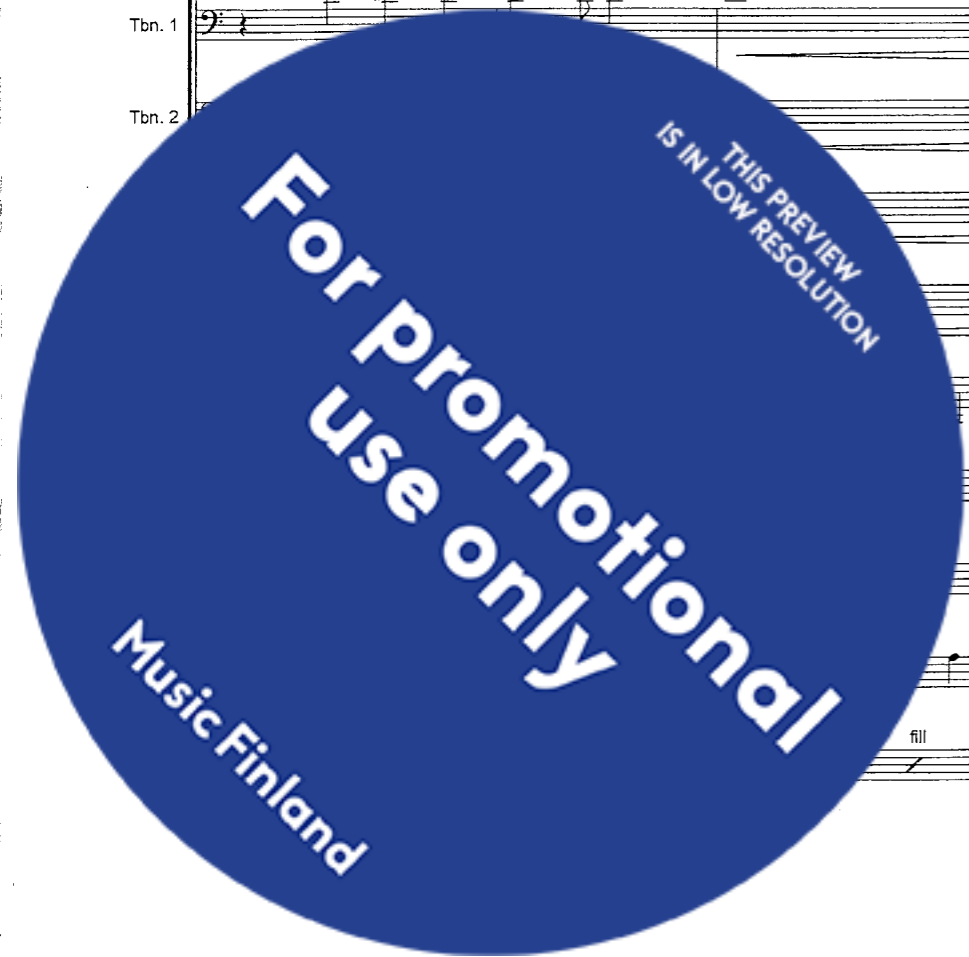 Tbn. 1
Tbn. 2
THIS PREVIEW
IS IN LOW RESOLUTION
For promotional
use only
Music Finland
fill